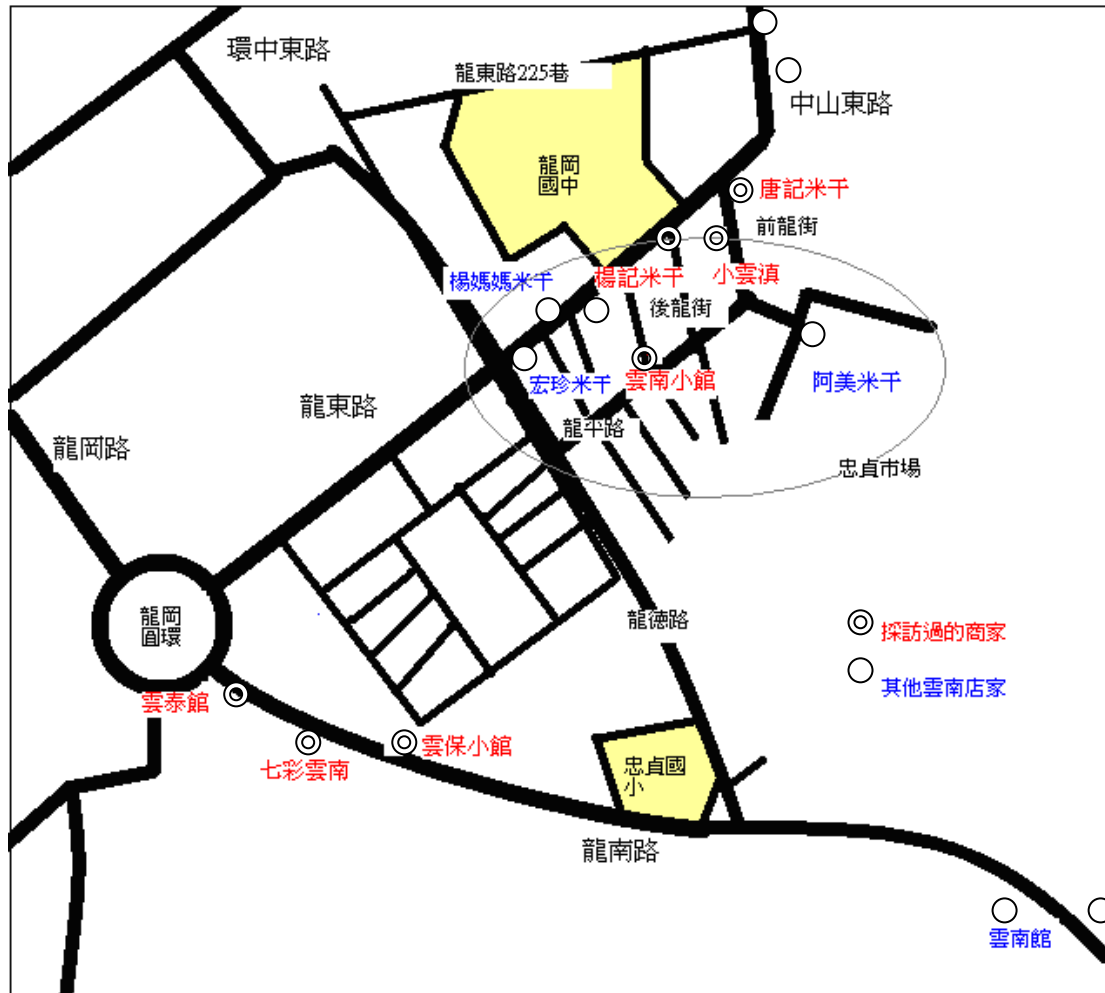 環中東路
龍東路225巷
中山東路
龍岡
國中
唐記米干
前龍街
楊媽媽米干
楊記米干
小雲滇
後龍街
宏珍米干
雲南小館
阿美米干
龍東路
龍平路
龍岡路
忠貞市場
龍岡
圓環
龍德路
採訪過的商家
其他雲南店家
雲泰館
七彩雲南
雲保小館
忠貞國
小
龍南路
雲南館